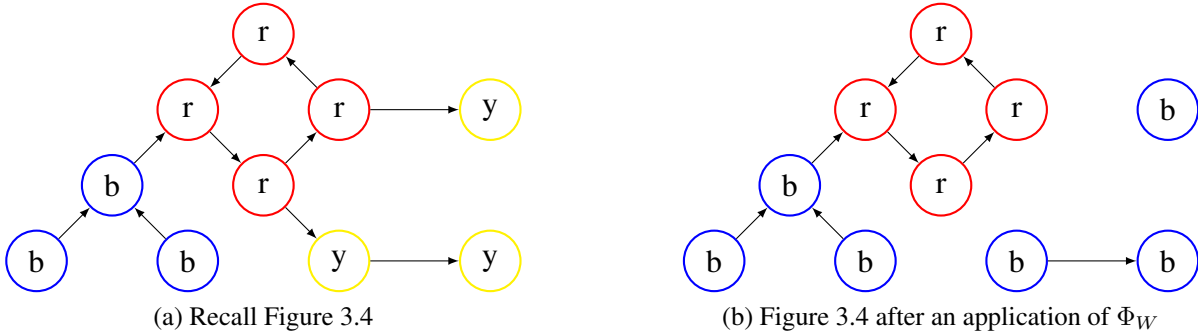 r r
r r y r r b
b r b r
b b y y b b b b
(a) Recall Figure 3.4 (b) Figure 3.4 after an application of Φ_W